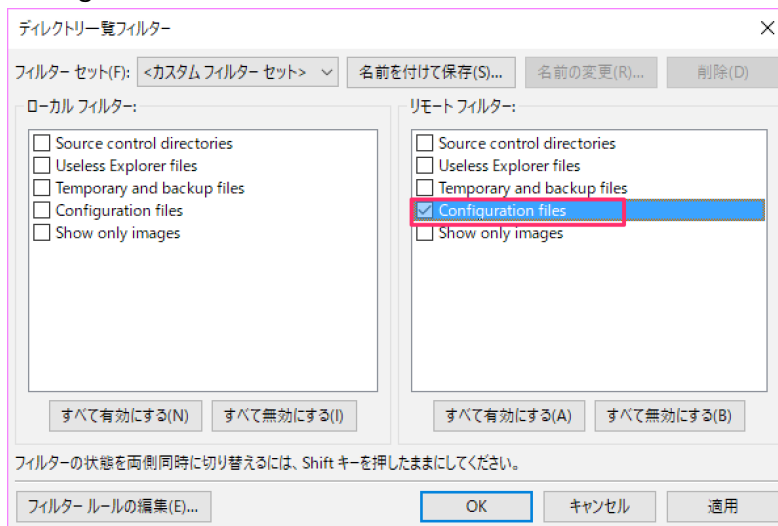 ディレクトリ一覧フィルター
フィルター セット(F): <カスタム フィルター セット> 名前を付けて保存(S)... 名前の変更(R)... 削除(D)
ローカル フィルター: リモート フィルター:
Source control directories Source control directories
Useless Explorer files Useless Explorer files
Temporary and backup files Temporary and backup files
Configuration files Configuration files
Show only images Show only images
すべて有効にする(N) すべて無効にする(I) すべて有効にする(A) すべて無効にする(B)
フィルターの状態を両側同時に切り替えるには、Shift キーを押したままにしてください。
フィルター ルールの編集(E)... OK キャンセル 適用